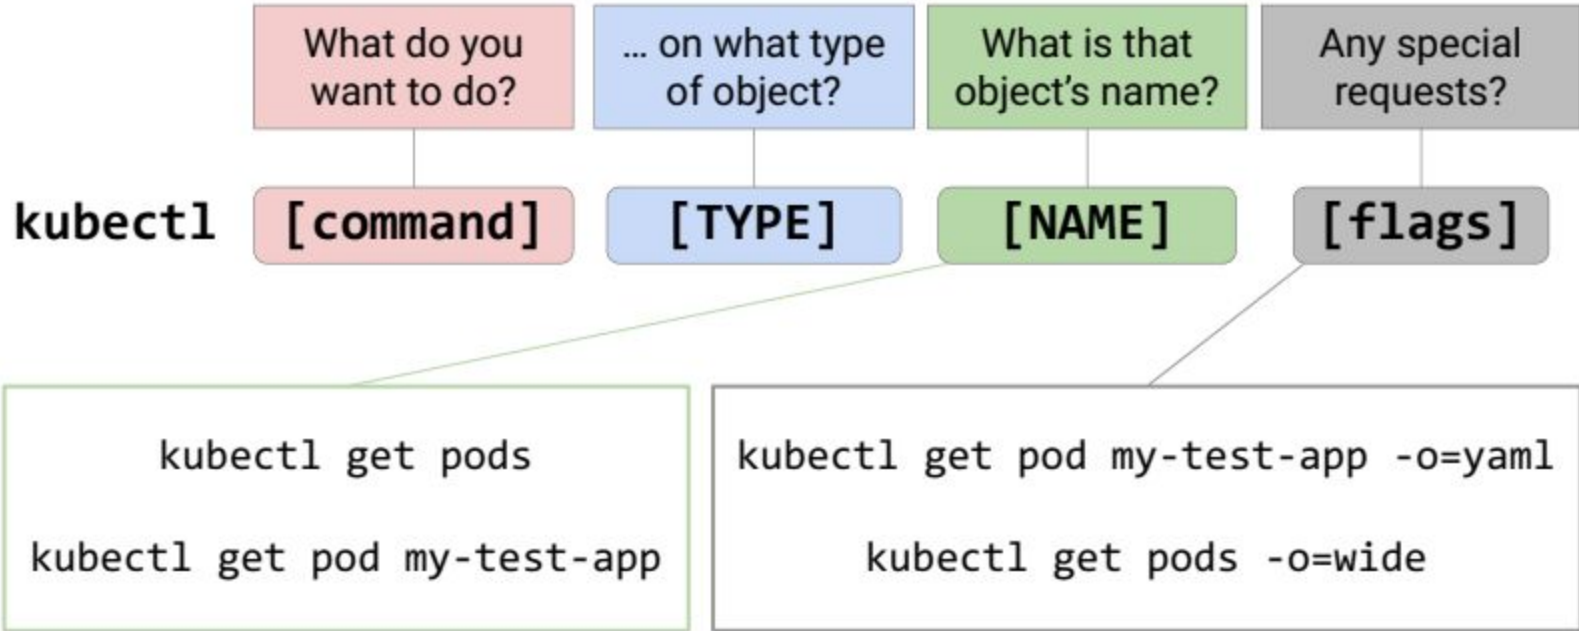 What do you
want to do?
... on what type
of object?
What is that
object's name?
Any special
requests?
kubectl [command] [TYPE] [NAME] [flags]
kubectl get pods
kubectl get pod my-test-app
kubectl get pod my-test-app -o=yaml
kubectl get pods -o=wide